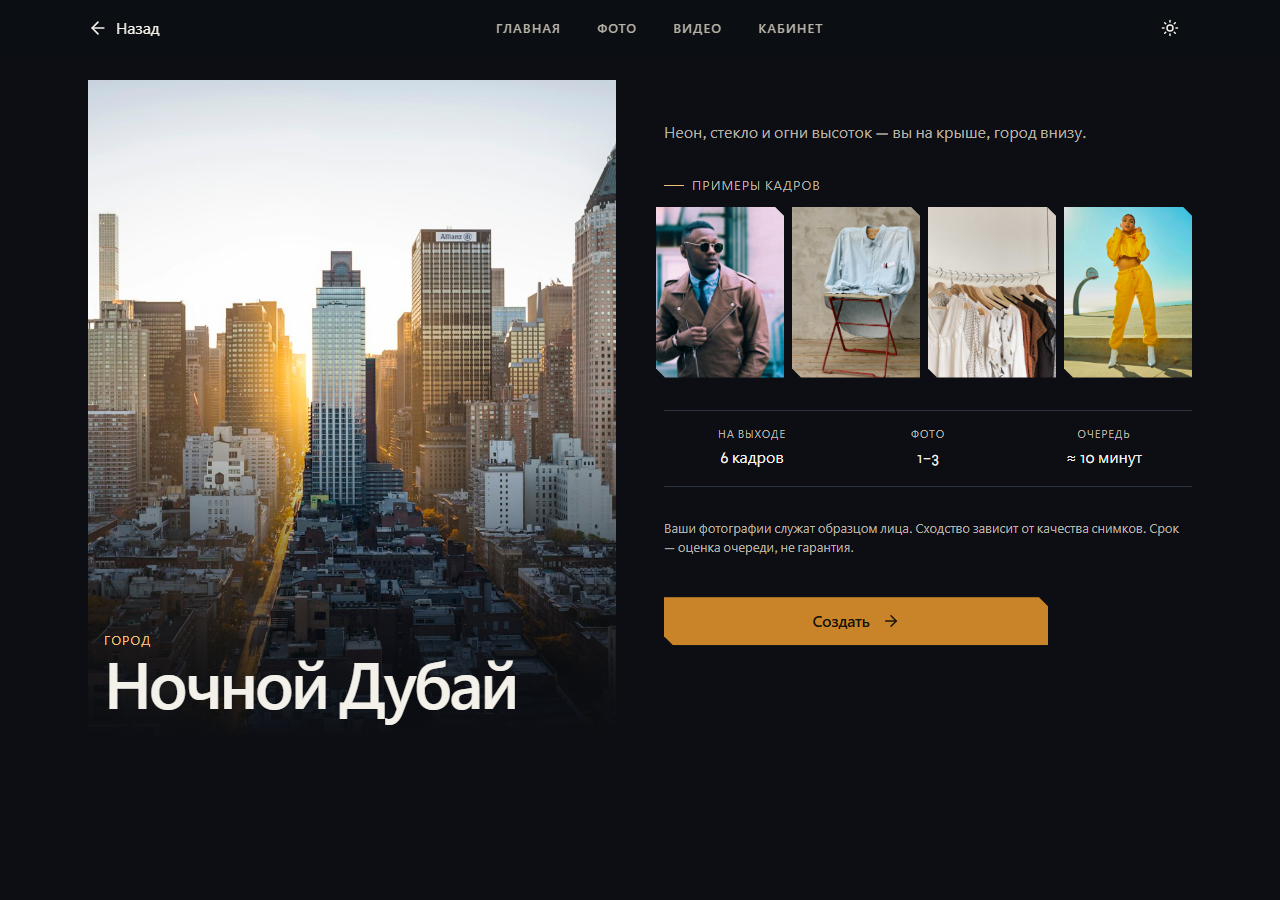 Назад
ГЛАВНАЯ
ФОТО
ВИДЕО
КАБИНЕТ
Allianz
ГОРОД
Ночной Дубай
Неон, стекло и огни высоток — вы на крыше, город внизу.
ПРИМЕРЫ КАДРОВ
НА ВЫХОДЕ
6 кадров
ФОТО
1–3
ОЧЕРЕДЬ
≈ 10 минут
Ваши фотографии служат образцом лица. Сходство зависит от качества снимков. Срок
— оценка очереди, не гарантия.
Создать